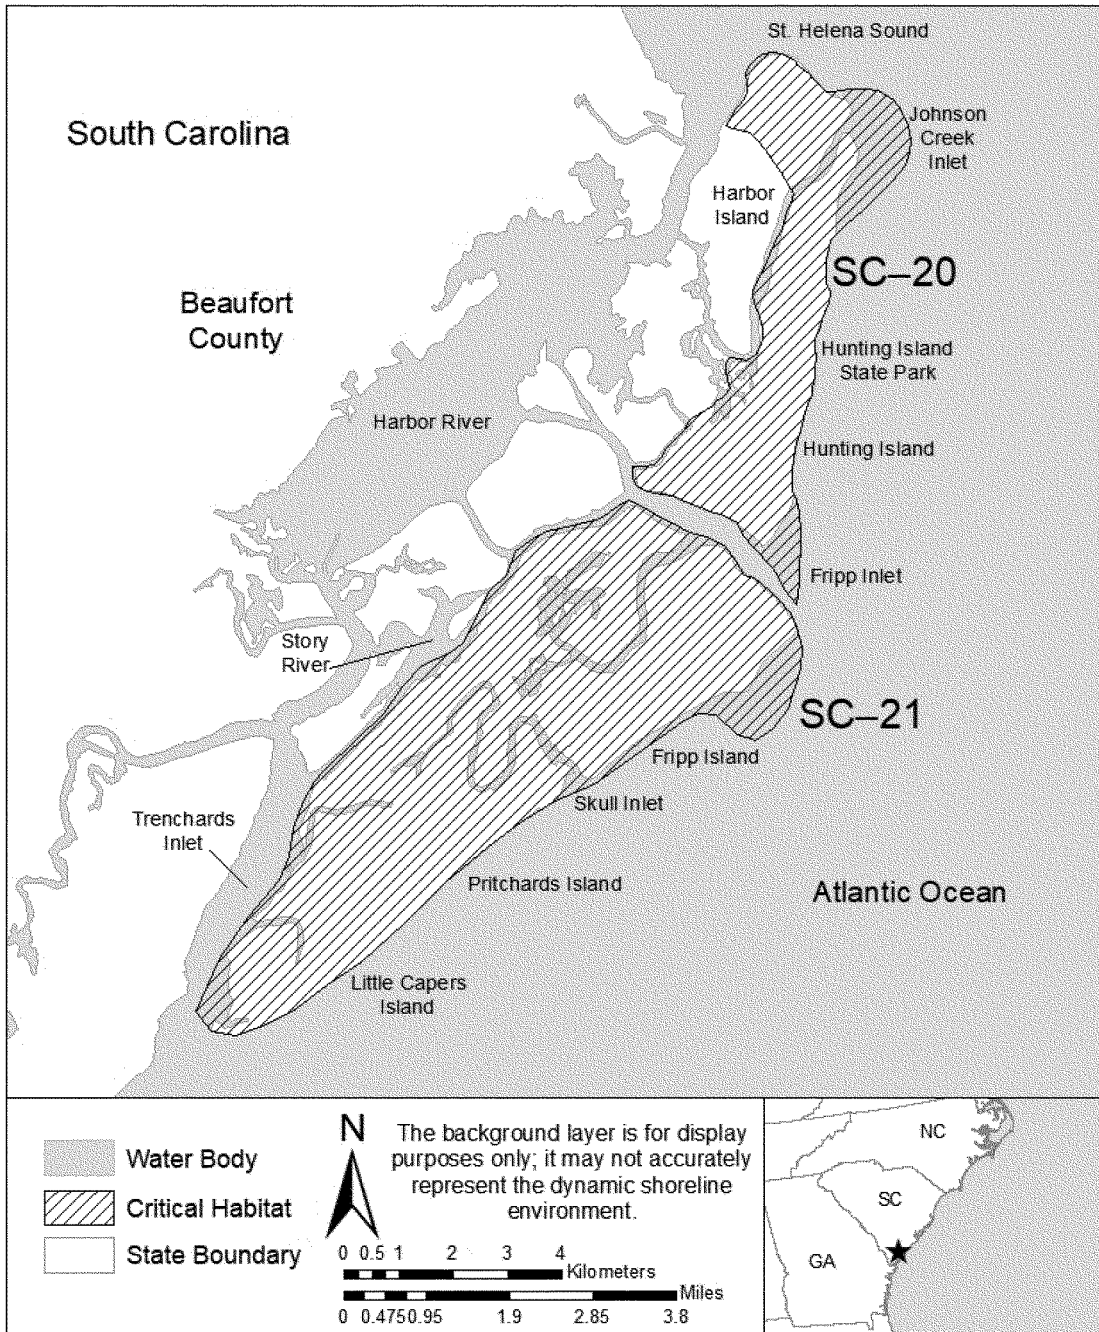 St. Helena Sound
South Carolina
Johnson
Creek
Inlet
Harbor
Island
SC–20
Beaufort
County
Hunting Island
State Park
Harbor River
Hunting Island
Fripp Inlet
Story
River
SC–21
Fripp Island
Skull Inlet
Trenchards
Inlet
Pritchards Island
Atlantic Ocean
Little Capers
Island
Water Body
Critical Habitat
State Boundary
N
The background layer is for display
purposes only; it may not accurately
represent the dynamic shoreline
environment.
0 0.5 1 2 3 4
Kilometers
Miles
0 0.475 0.95 1.9 2.85 3.8
NC
SC
GA